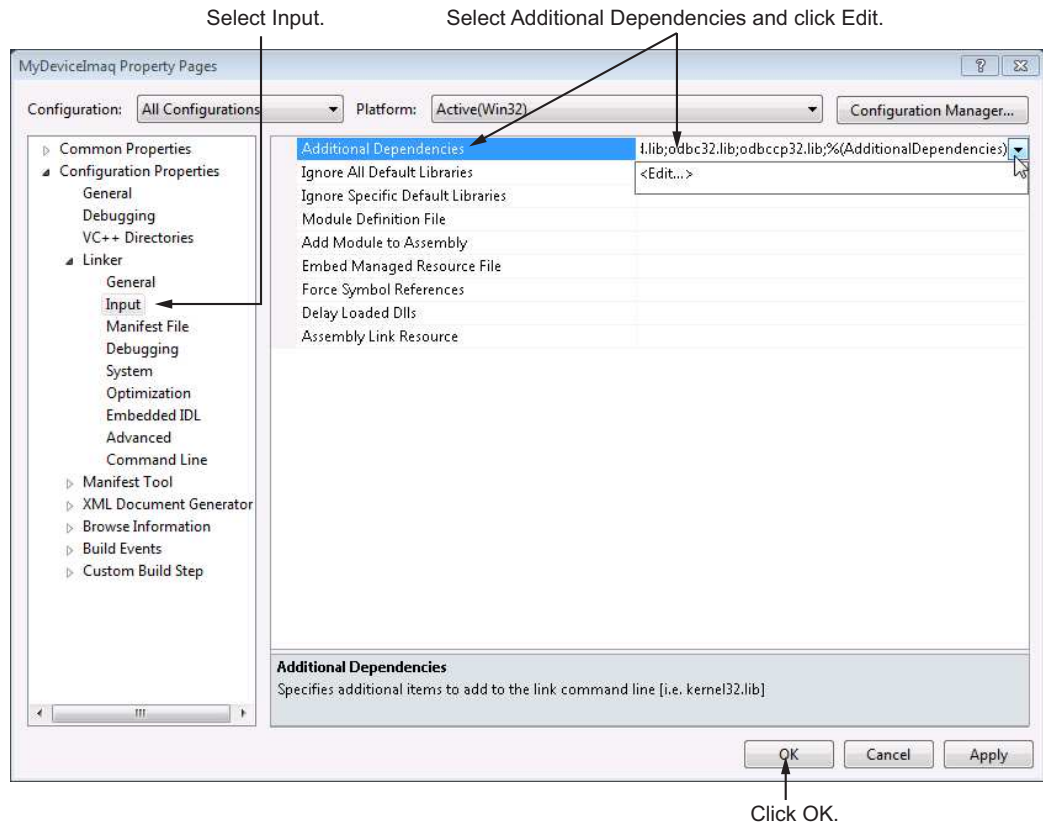 Select Input.
Select Additional Dependencies and click Edit.
MyDeviceImaq Property Pages
Configuration: All Configurations Platform: Active(Win32) Configuration Manager...
Common Properties
Configuration Properties
General
Debugging
VC++ Directories
Linker
General
Input
Manifest File
Debugging
System
Optimization
Embedded IDL
Advanced
Command Line
Manifest Tool
XML Document Generator
Browse Information
Build Events
Custom Build Step
Additional Dependencies
.lib;odbc32.lib;odbccp32.lib;%(AdditionalDependencies)
<Edit...>
Ignore All Default Libraries
Ignore Specific Default Libraries
Module Definition File
Add Module to Assembly
Embed Managed Resource File
Force Symbol References
Delay Loaded Dlls
Assembly Link Resource
Additional Dependencies
Specifies additional items to add to the link command line [i.e. kernel32.lib]
OK Cancel Apply
Click OK.